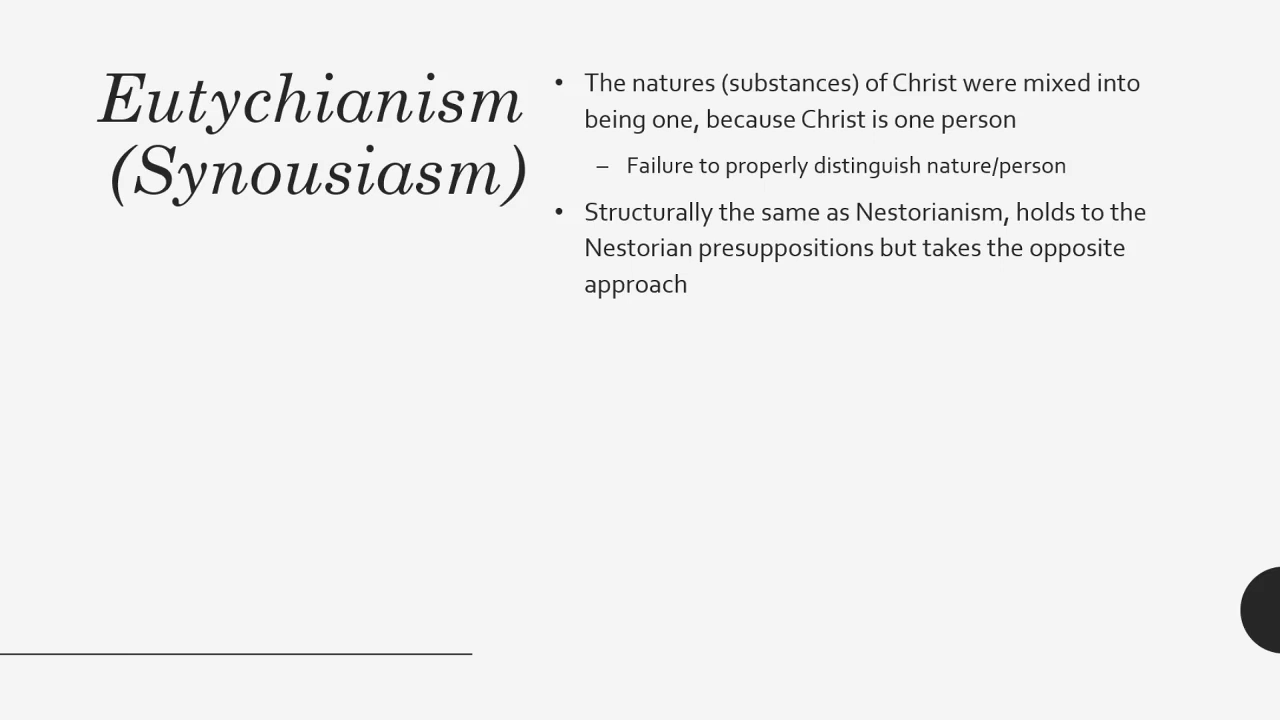 Eutychianism
(Synousiasm)
• The natures (substances) of Christ were mixed into
being one, because Christ is one person
– Failure to properly distinguish nature/person
• Structurally the same as Nestorianism, holds to the
Nestorian presuppositions but takes the opposite
approach